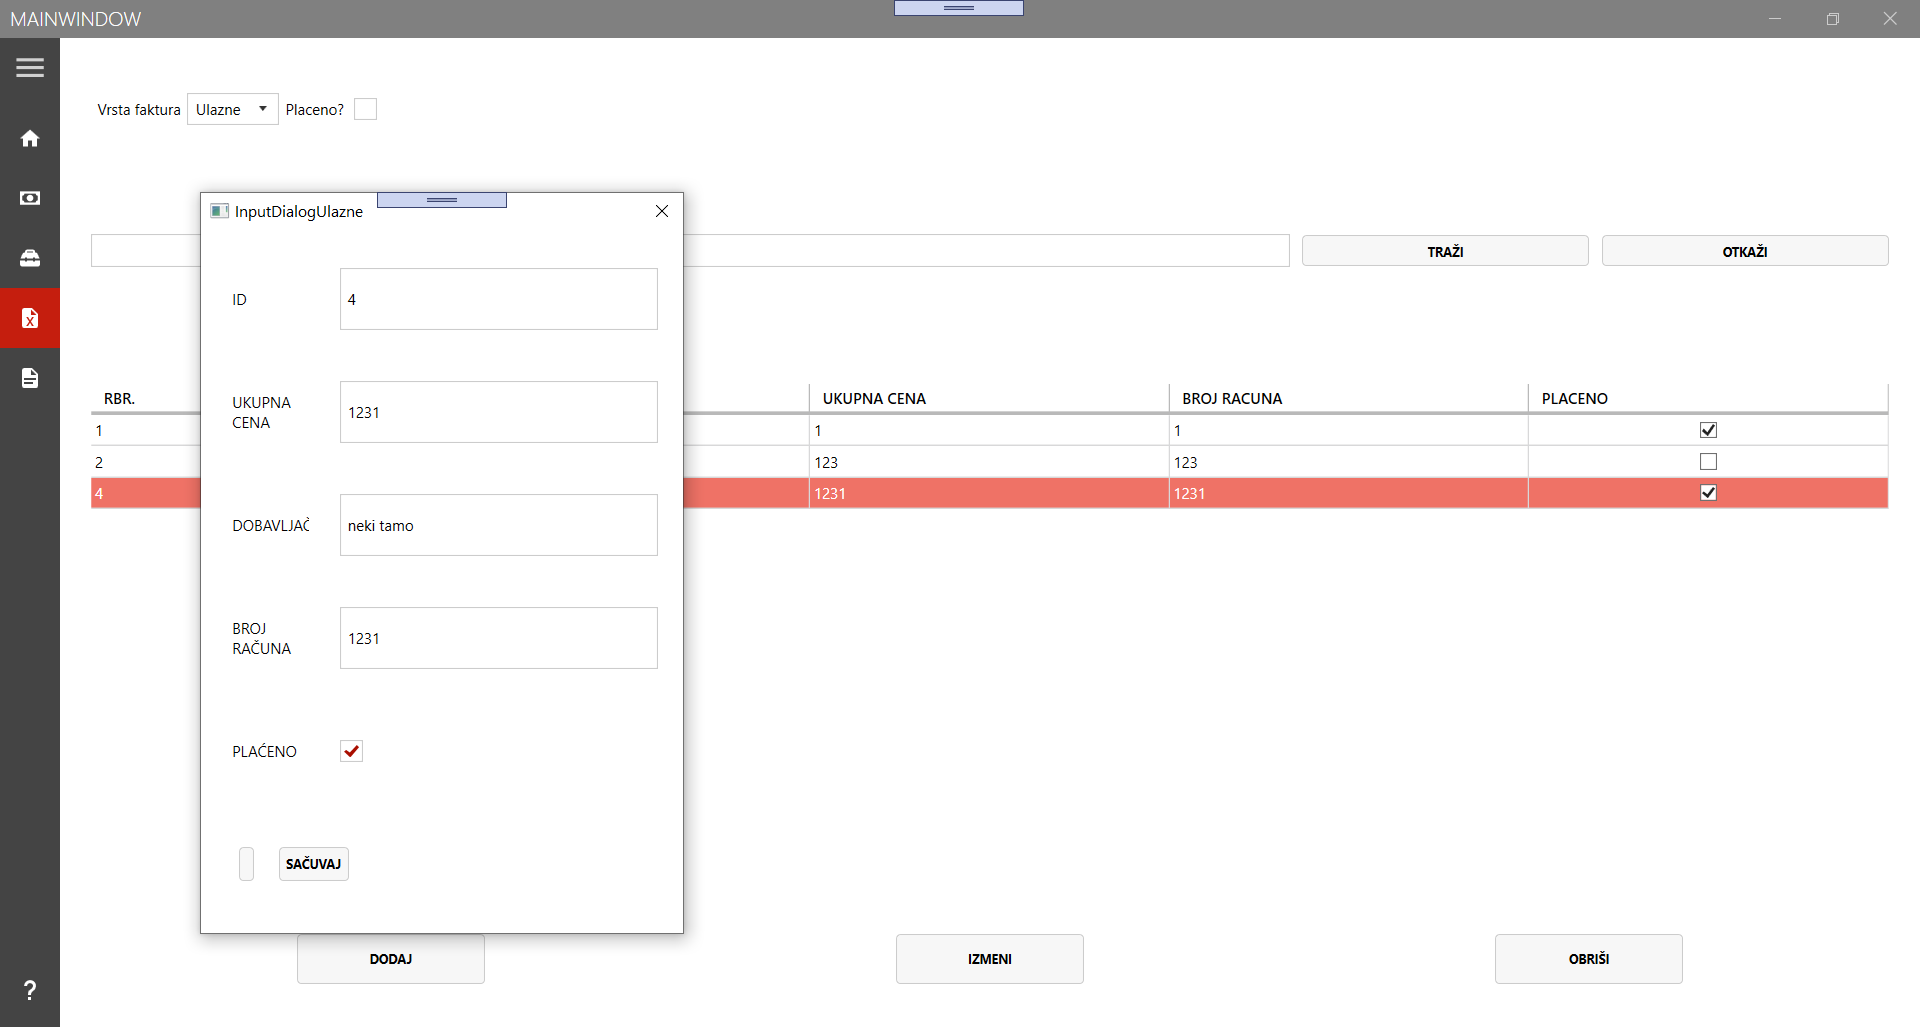 MAINWINDOW
Vrsta faktura Ulazne Placeno?
InputDialogUlazne
TRAŽI OTKAŽI
ID 4
UKUPNA
CENA
1231
DOBAVLJAČ neki tamo
BROJ
RAČUNA
1231
PLAĆENO
SAČUVAJ
RBR. UKUPNA CENA BROJ RACUNA PLACENO
1 1 1
2 123 123
4 1231 1231
DODAJ IZMENI OBRIŠI
?